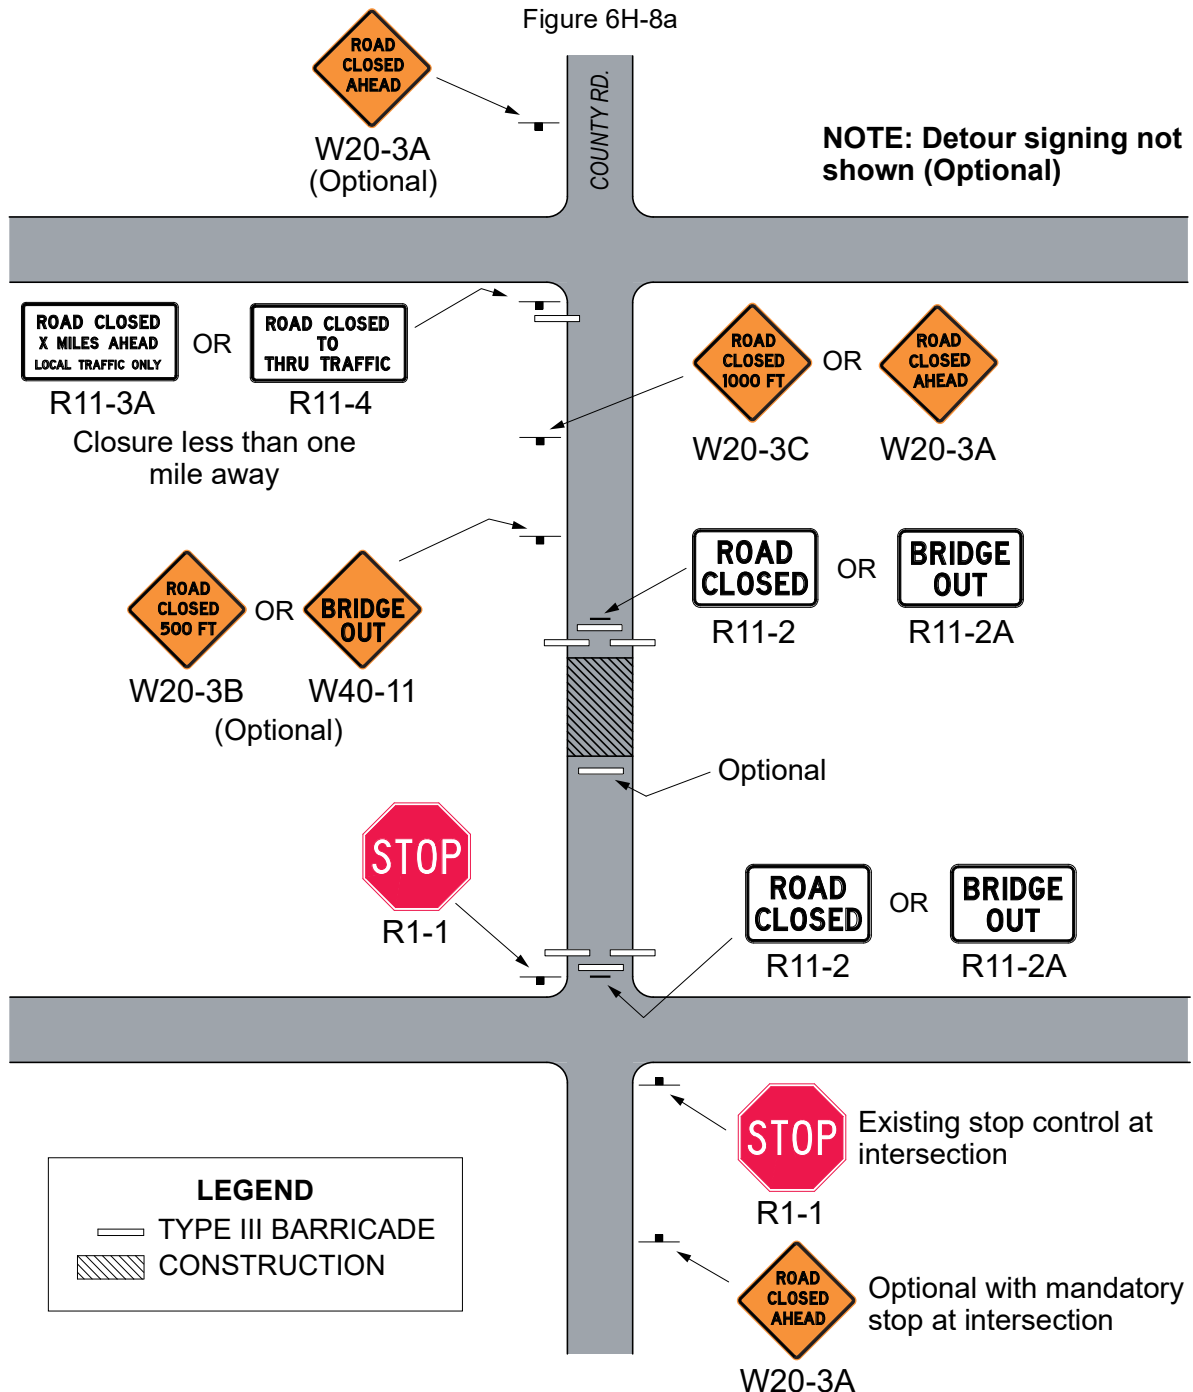 Figure 6H-8a
ROAD
CLOSED
AHEAD
W20-3A
(Optional)
COUNTY RD.
NOTE: Detour signing not
shown (Optional)
ROAD CLOSED
X MILES AHEAD
LOCAL TRAFFIC ONLY
R11-3A
OR
ROAD CLOSED
TO
THRU TRAFFIC
R11-4
Closure less than one
mile away
ROAD
CLOSED
1000 FT
W20-3C
OR
ROAD
CLOSED
AHEAD
W20-3A
ROAD
CLOSED
500 FT
W20-3B
OR
BRIDGE
OUT
W40-11
(Optional)
ROAD
CLOSED
R11-2
OR
BRIDGE
OUT
R11-2A
Optional
STOP
R1-1
ROAD
CLOSED
R11-2
OR
BRIDGE
OUT
R11-2A
STOP
R1-1
Existing stop control at
intersection
LEGEND
TYPE III BARRICADE
CONSTRUCTION
ROAD
CLOSED
AHEAD
W20-3A
Optional with mandatory
stop at intersection